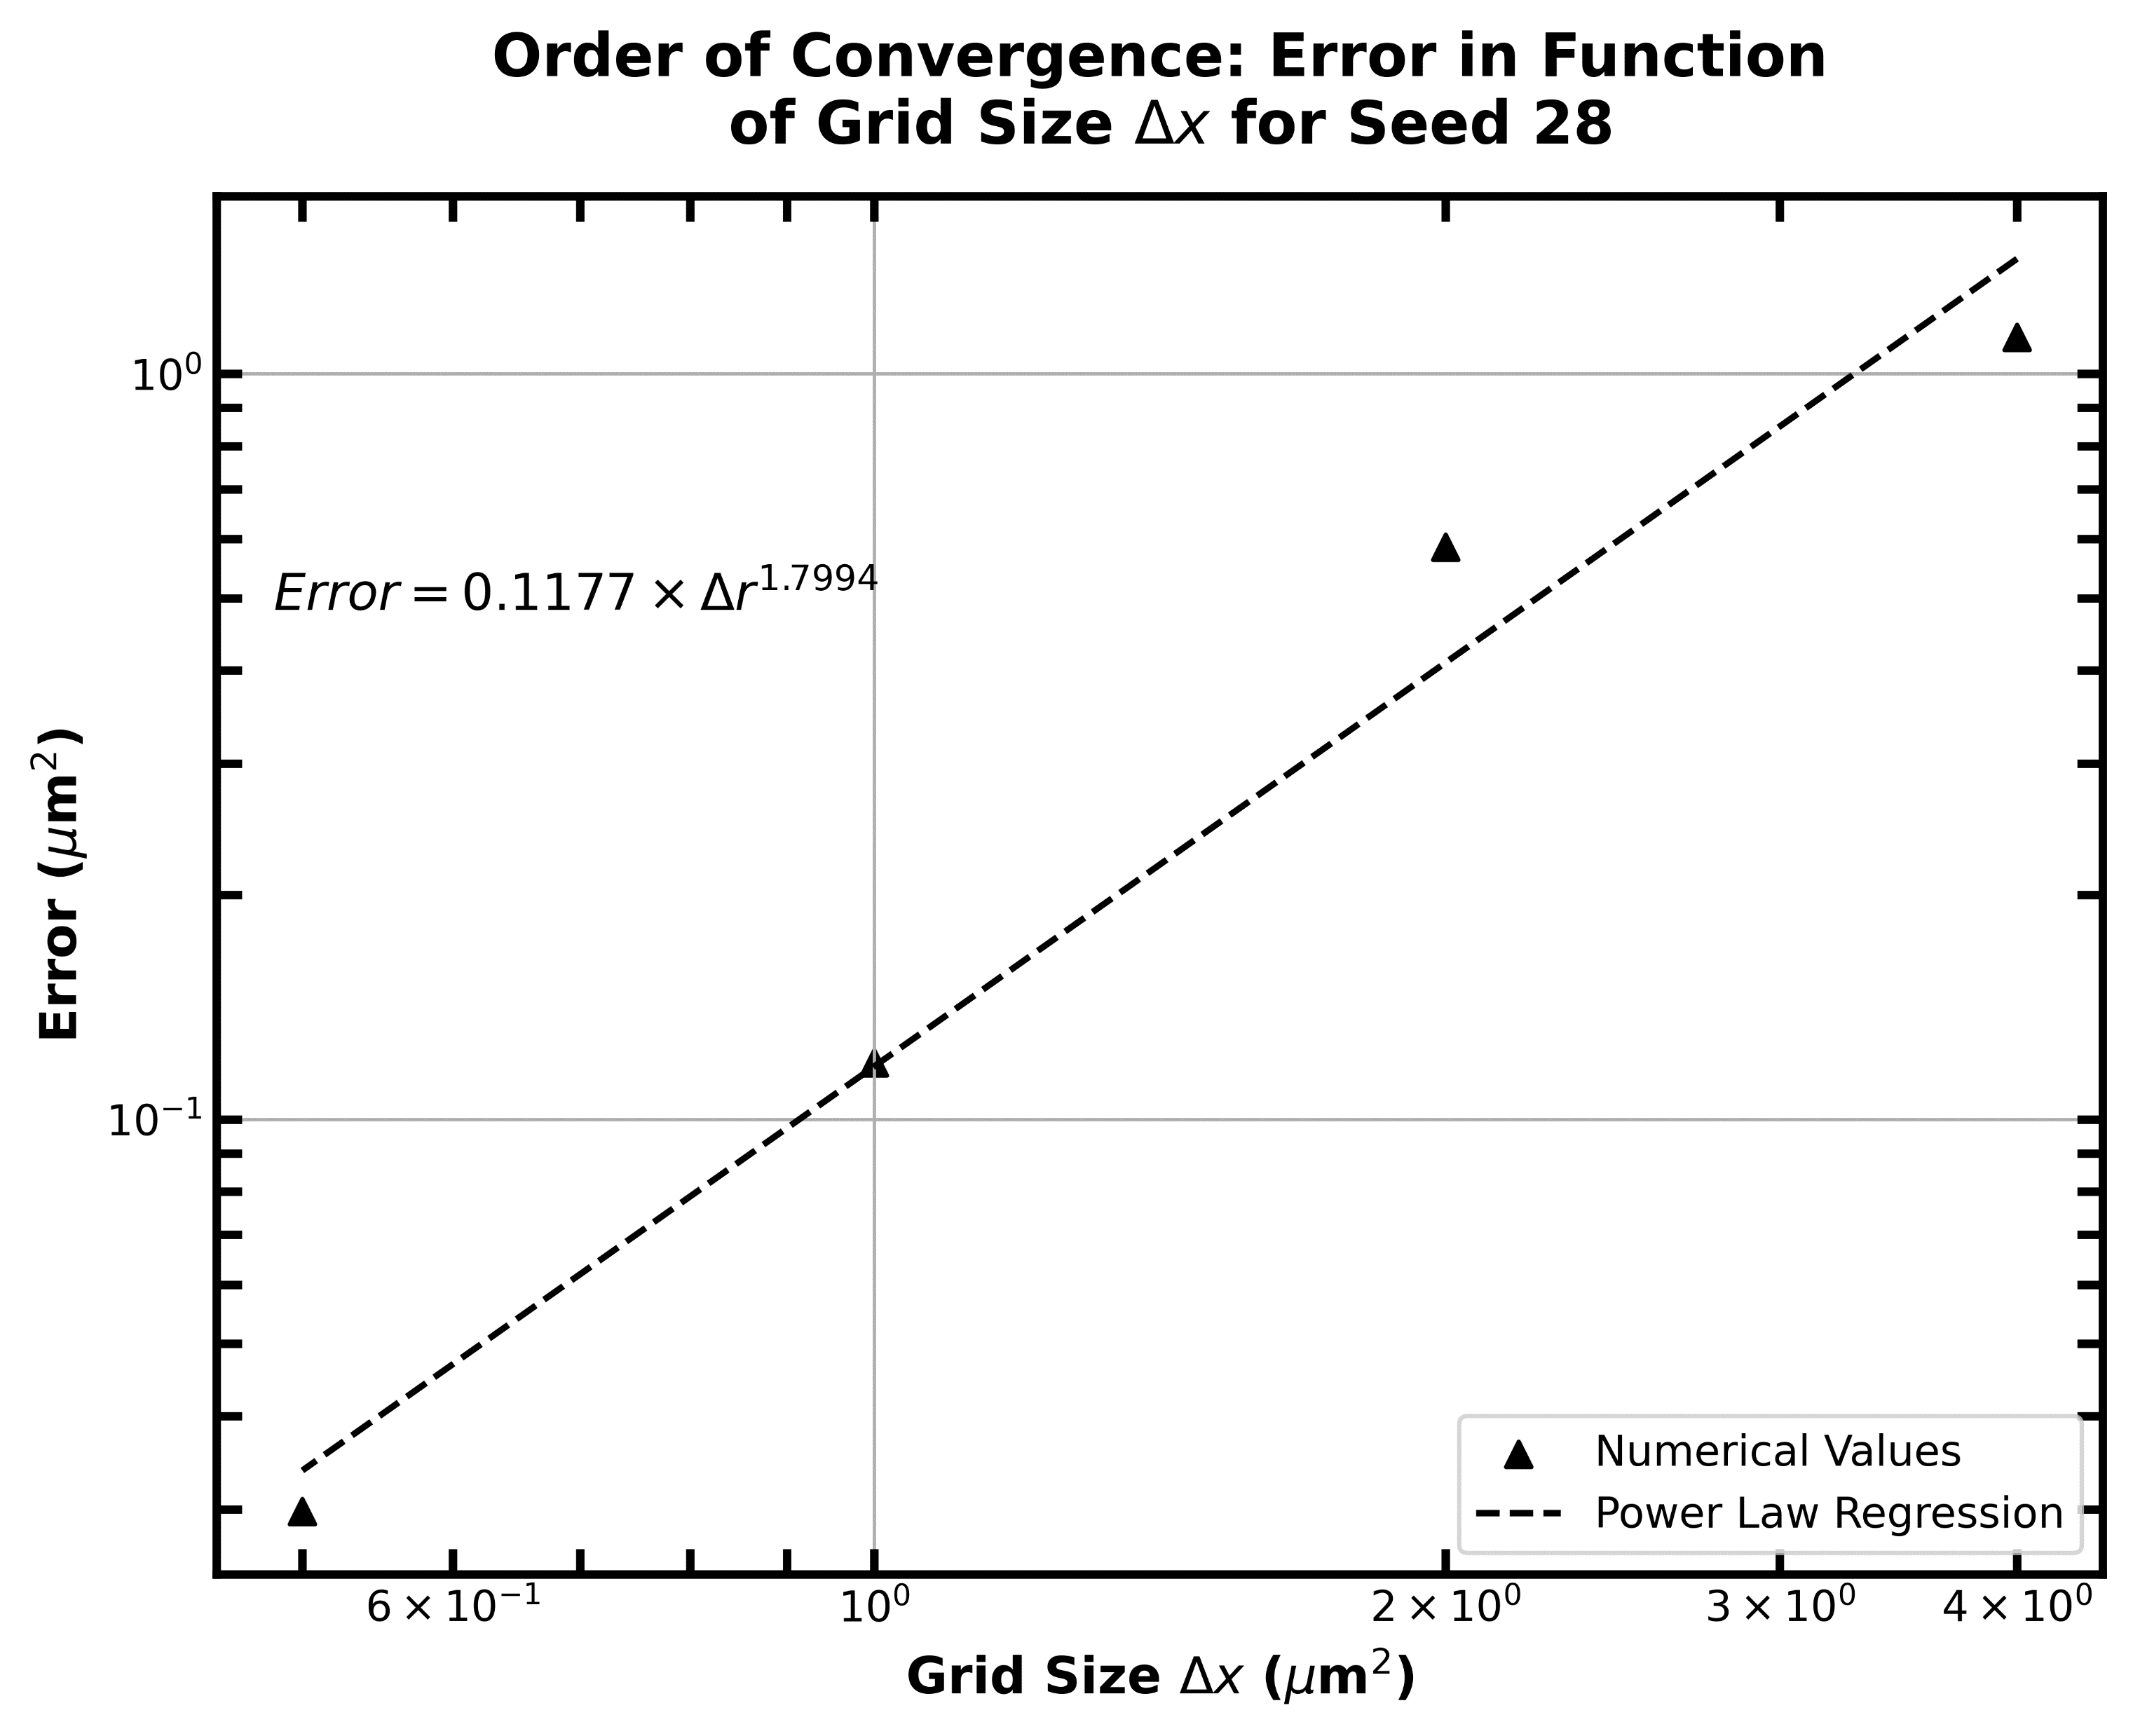 Order of Convergence: Error in Function
of Grid Size Δx for Seed 28
Error (μm²)
10⁰
10⁻¹
Error = 0.1177 × Δr¹·⁷⁹⁹⁴
Numerical Values
Power Law Regression
6 × 10⁻¹
10⁰
2 × 10⁰
3 × 10⁰
4 × 10⁰
Grid Size Δx (μm²)